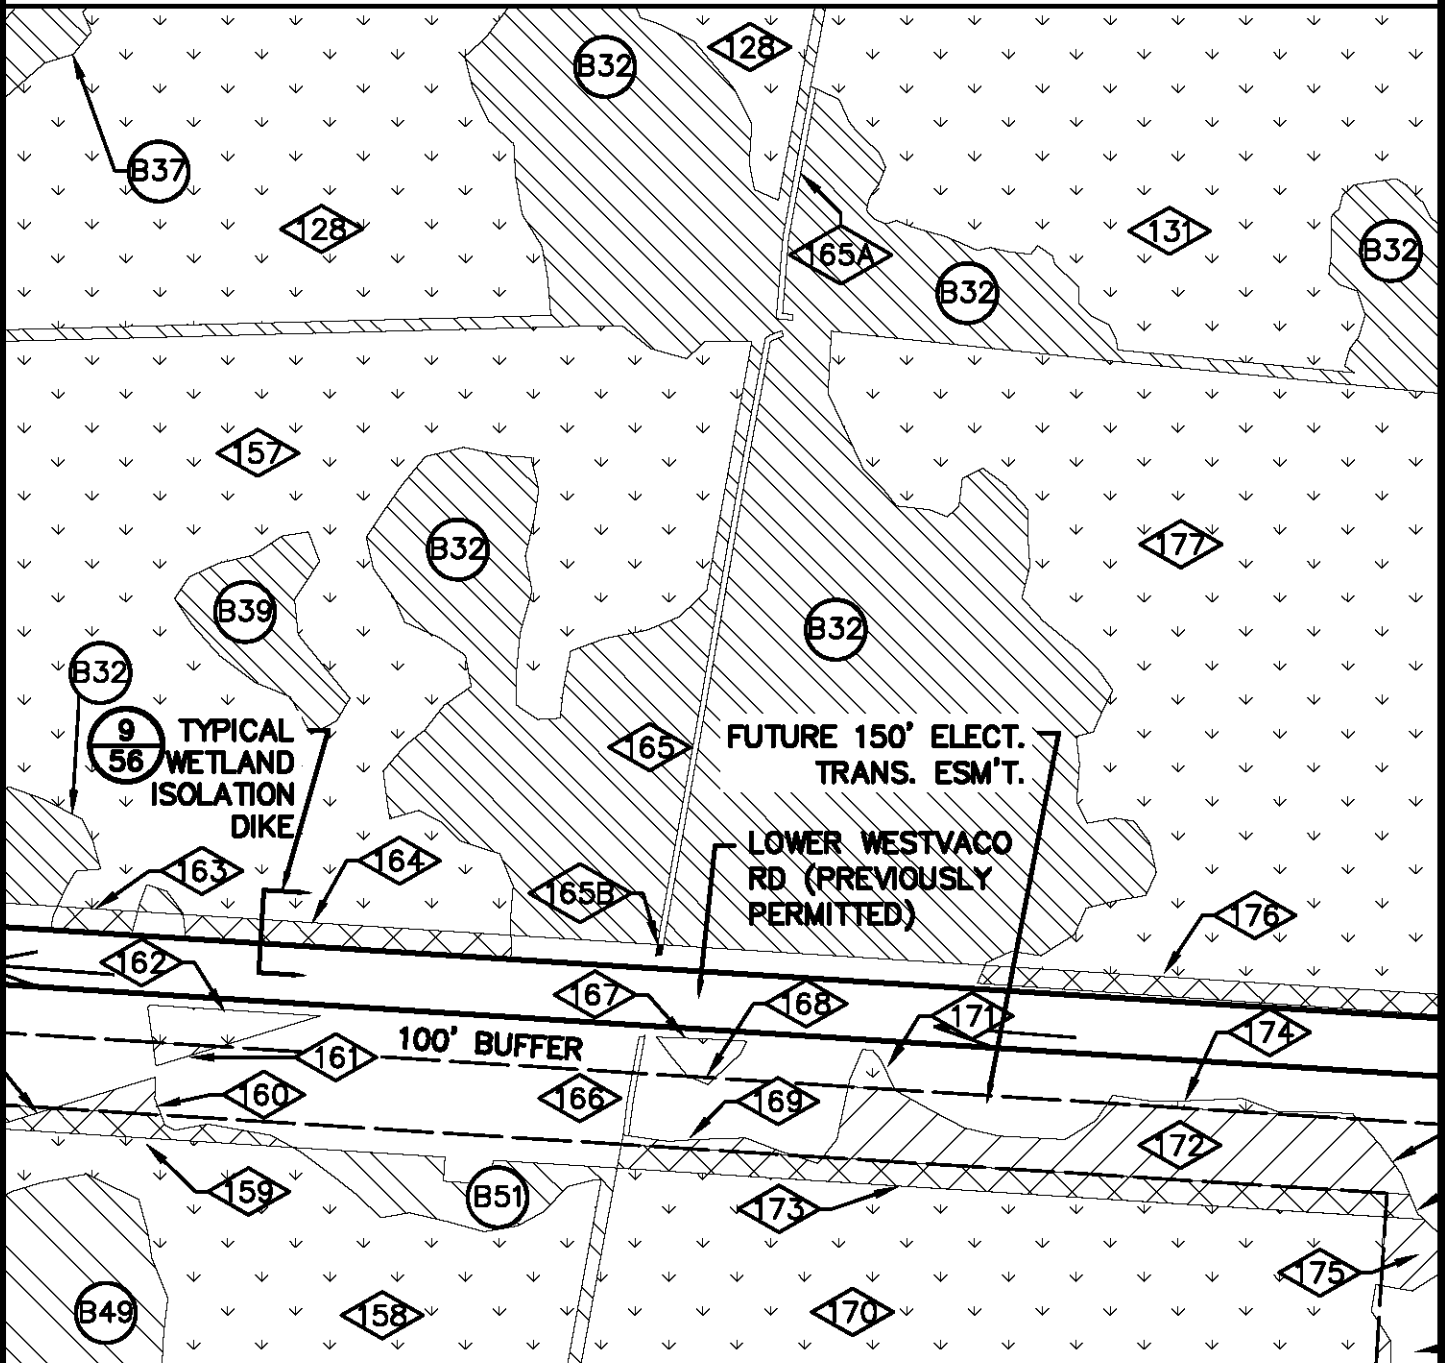 128
B32
B37
128
131
B32
165A
B32
157
177
B32
B39
B32
B32
9
56
TYPICAL
WETLAND
ISOLATION
DIKE
165
FUTURE 150' ELECT.
TRANS. ESM'T.
LOWER WESTVACO
RD (PREVIOUSLY
PERMITTED)
163
164
165B
176
162
167
168
171
174
100' BUFFER
161
160
166
169
172
159
B51
173
175
B49
158
170